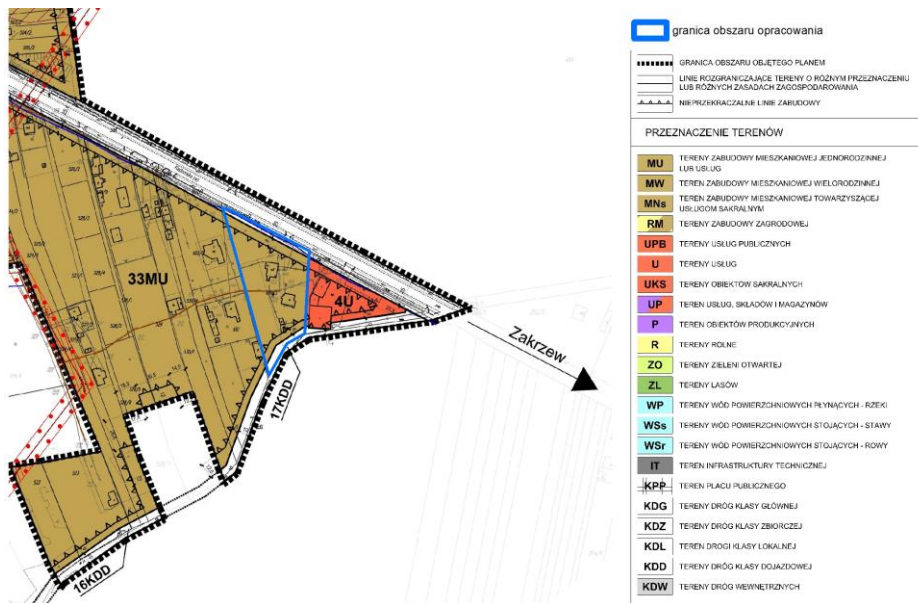 33MU
4U
Zakrzew
17KDD
16KDD
granica obszaru opracowania
GRANICA OBSZARU OBJĘTEGO PLANEM
LINIE ROZGRANICZAJĄCE TERENY O RÓŻNYM PRZEZNACZENIU
LUB RÓŻNYCH ZASADACH ZAGOSPODAROWANIA
NIEPRZEKRACZALNE LINIE ZABUDOWY
PRZEZNACZENIE TERENÓW
MU TERENY ZABUDOWY MIESZKANIOWEJ JEDNORODZINNEJ
LUB USŁUG
MW TEREN ZABUDOWY MIESZKANIOWEJ WIELORODZINNEJ
MNs TEREN ZABUDOWY MIESZKANIOWEJ TOWARZYSZĄCEJ
USŁUGOM SAKRALNYM
RM TERENY ZABUDOWY ZAGRODOWEJ
UPB TERENY USŁUG PUBLICZNYCH
U TERENY USŁUG
UKS TERENY OBIEKTÓW SAKRALNYCH
UP TEREN USŁUG, SKŁADÓW I MAGAZYNÓW
P TEREN OBIEKTÓW PRODUKCYJNYCH
R TERENY ROLNE
ZO TERENY ZIELENI OTWARTEJ
ZL TERENY LASÓW
WP TERENY WÓD POWIERZCHNIOWYCH PŁYNĄCYCH - RZEKI
WSs TERENY WÓD POWIERZCHNIOWYCH STOJĄCYCH - STAWY
WSr TERENY WÓD POWIERZCHNIOWYCH STOJĄCYCH - ROWY
IT TEREN INFRASTRUKTURY TECHNICZNEJ
KPP TEREN PLACU PUBLICZNEGO
KDG TERENY DRÓG KLASY GŁÓWNEJ
KDZ TERENY DRÓG KLASY ZBIORCZEJ
KDL TEREN DROGI KLASY LOKALNEJ
KDD TERENY DRÓG KLASY DOJAZDOWEJ
KDW TERENY DRÓG WEWNĘTRZNYCH